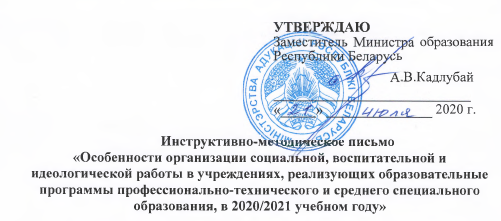 УТВЕРЖДАЮ
Заместитель Министра образования
Республики Беларусь
А.В.Кадлубай
« » июля 2020 г.
Инструктивно-методическое письмо
«Особенности организации социальной, воспитательной и
идеологической работы в учреждениях, реализующих образовательные
программы профессионально-технического и среднего специального
образования, в 2020/2021 учебном году»